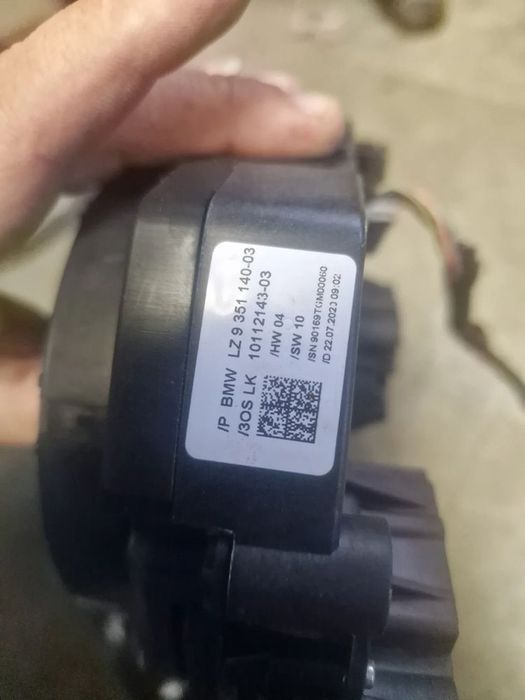 /P BMW LZ 9 351 140-03
/3OS LK 10112143-03
/HW 04
/SW 10
/SN 90169TGM00060
/D 22.07.2020 09:02